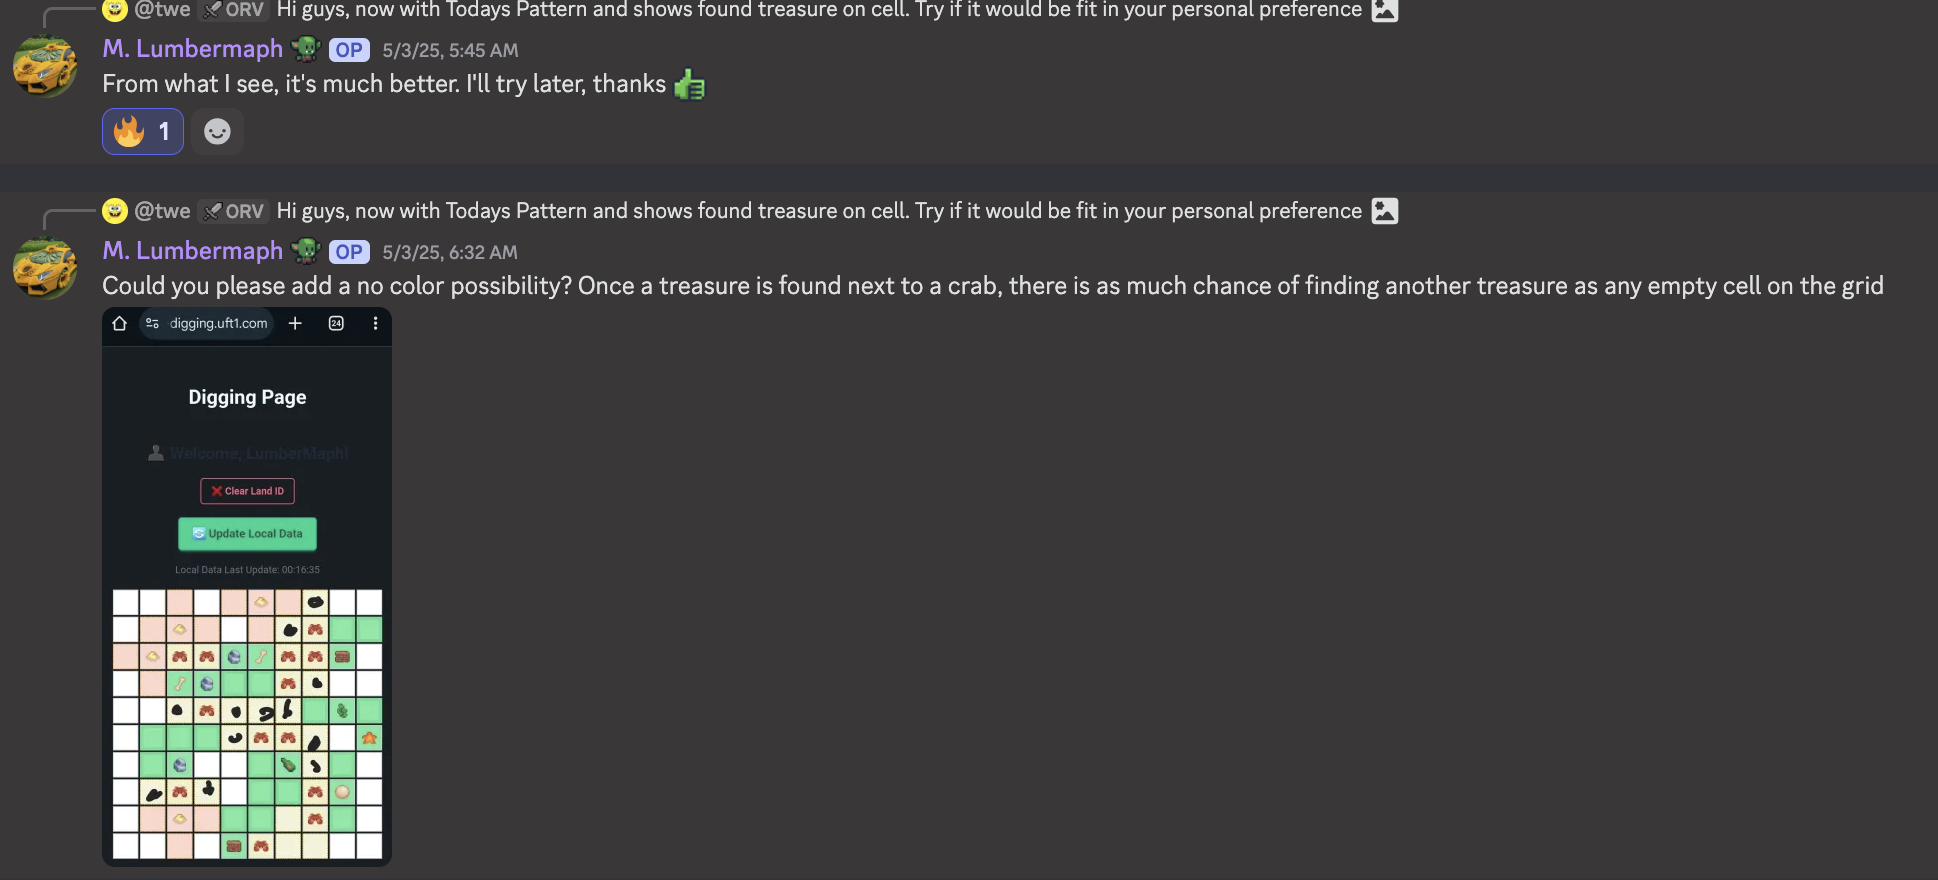 @twe ORV Hi guys, now with Todays Pattern and shows found treasure on cell. Try if it would be fit in your personal preference
M. Lumbermaph OP 5/3/25, 5:45 AM
From what I see, it's much better. I'll try later, thanks
1
@twe ORV Hi guys, now with Todays Pattern and shows found treasure on cell. Try if it would be fit in your personal preference
M. Lumbermaph OP 5/3/25, 6:32 AM
Could you please add a no color possibility? Once a treasure is found next to a crab, there is as much chance of finding another treasure as any empty cell on the grid
digging.uft1.com 24
Digging Page
Welcome, LumberMaph!
Clear Land ID
Update Local Data
Local Data Last Update: 00:16:35